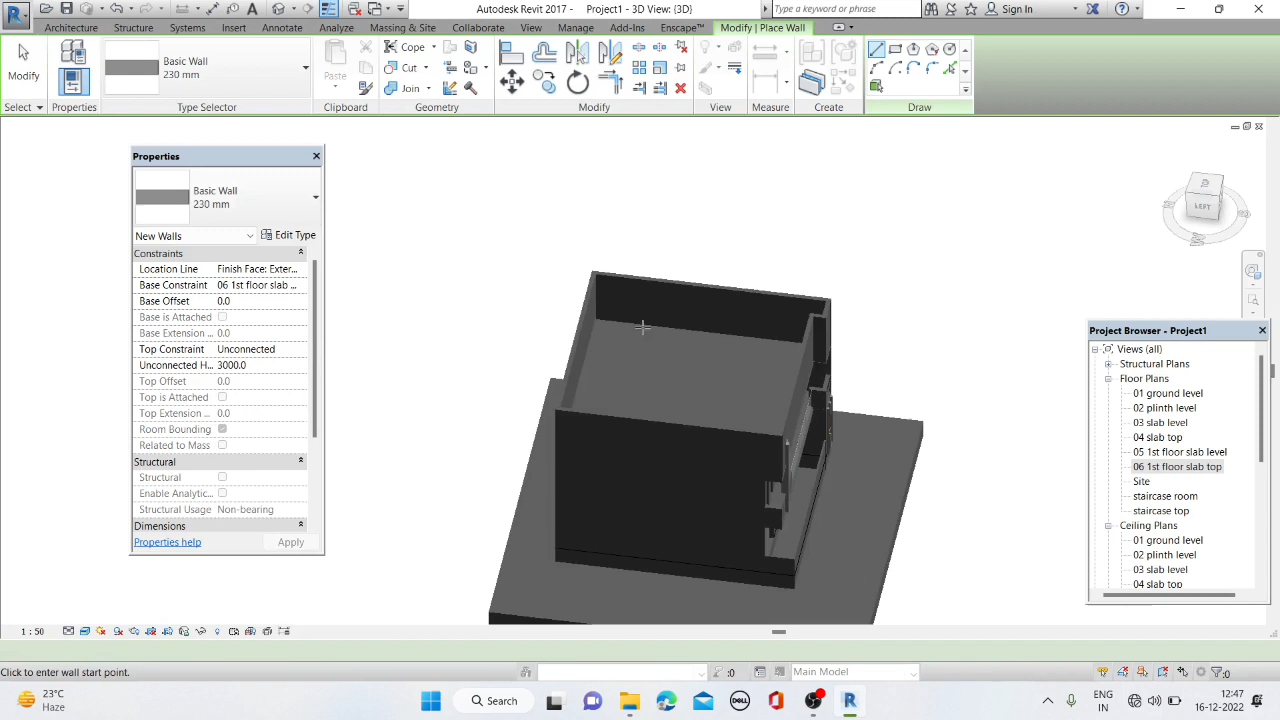 Autodesk Revit 2017 - Project1 - 3D View: {3D}
Type a keyword or phrase
Sign In
Architecture Structure Systems Insert Annotate Analyze Massing & Site Collaborate View Manage Add-Ins Enscape™ Modify | Place Wall
Modify
Properties
Basic Wall
230 mm
Paste
Cope
Cut
Join
Select
Properties
Type Selector
Clipboard
Geometry
Modify
View
Measure
Create
Draw
Properties
Basic Wall
230 mm
New Walls
Edit Type
Constraints
Location Line Finish Face: Exter...
Base Constraint 06 1st floor slab ...
Base Offset 0.0
Base is Attached
Base Extension ... 0.0
Top Constraint Unconnected
Unconnected H... 3000.0
Top Offset 0.0
Top is Attached
Top Extension ... 0.0
Room Bounding
Related to Mass
Structural
Structural
Enable Analytic...
Structural Usage Non-bearing
Dimensions
Properties help
Apply
LEFT
Project Browser - Project1
Views (all)
Structural Plans
Floor Plans
01 ground level
02 plinth level
03 slab level
04 slab top
05 1st floor slab level
06 1st floor slab top
Site
staircase room
staircase top
Ceiling Plans
01 ground level
02 plinth level
03 slab level
04 slab top
1 : 50
Click to enter wall start point.
:0
Main Model
:0
23°C
Haze
Search
DELL
ENG
IN
12:47
16-12-2022